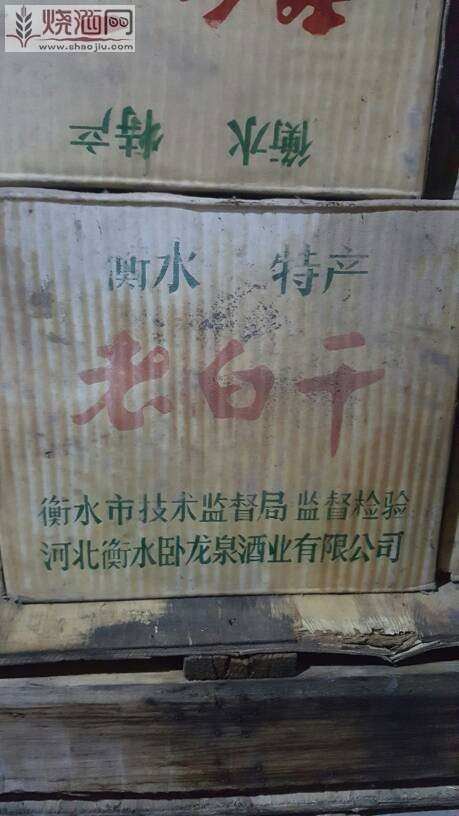 烧酒网
www.shaojiu.com
衡水 特产
衡水 特产
老白干
衡水市技术监督局监督检验
河北衡水卧龙泉酒业有限公司